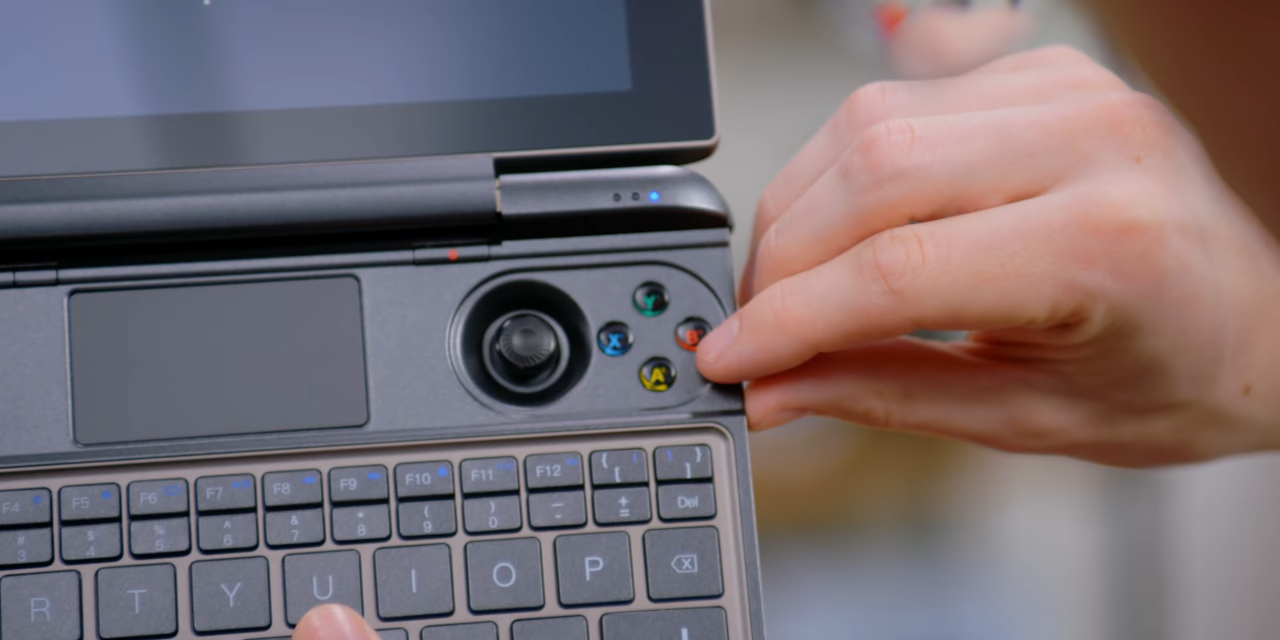 Y
X B
A
F4 F5 F6 F7 F8 F9 F10 F11 F12 { [ } ]
# 3 $ 4 % 5 ^ 6 & 7 * 8 ( 9 ) 0 _ - + = Del
R T Y U I O P